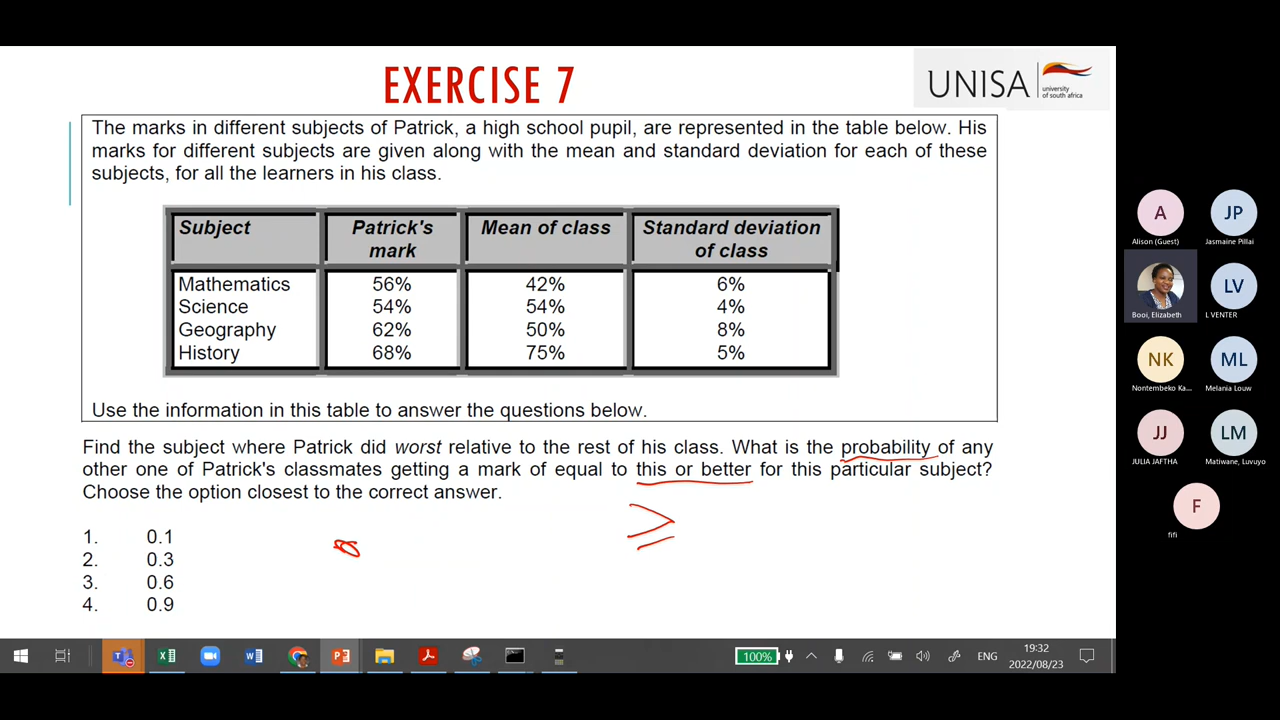 EXERCISE 7
UNISA
university
of south africa
The marks in different subjects of Patrick, a high school pupil, are represented in the table below. His
marks for different subjects are given along with the mean and standard deviation for each of these
subjects, for all the learners in his class.
Subject Patrick's mark Mean of class Standard deviation of class
Mathematics 56% 42% 6%
Science 54% 54% 4%
Geography 62% 50% 8%
History 68% 75% 5%
Use the information in this table to answer the questions below.
Find the subject where Patrick did worst relative to the rest of his class. What is the probability of any
other one of Patrick's classmates getting a mark of equal to this or better for this particular subject?
Choose the option closest to the correct answer.
≥
1. 0.1
2. 0.3
3. 0.6
4. 0.9
A
Alison (Guest)
JP
Jasmaine Pillai
Booi, Elizabeth
LV
L VENTER
NK
Nontembeko Ka...
ML
Melania Louw
JJ
JULIA JAFTHA
LM
Matiwane, Luvuyo
F
fifi
100%
ENG
19:32
2022/08/23